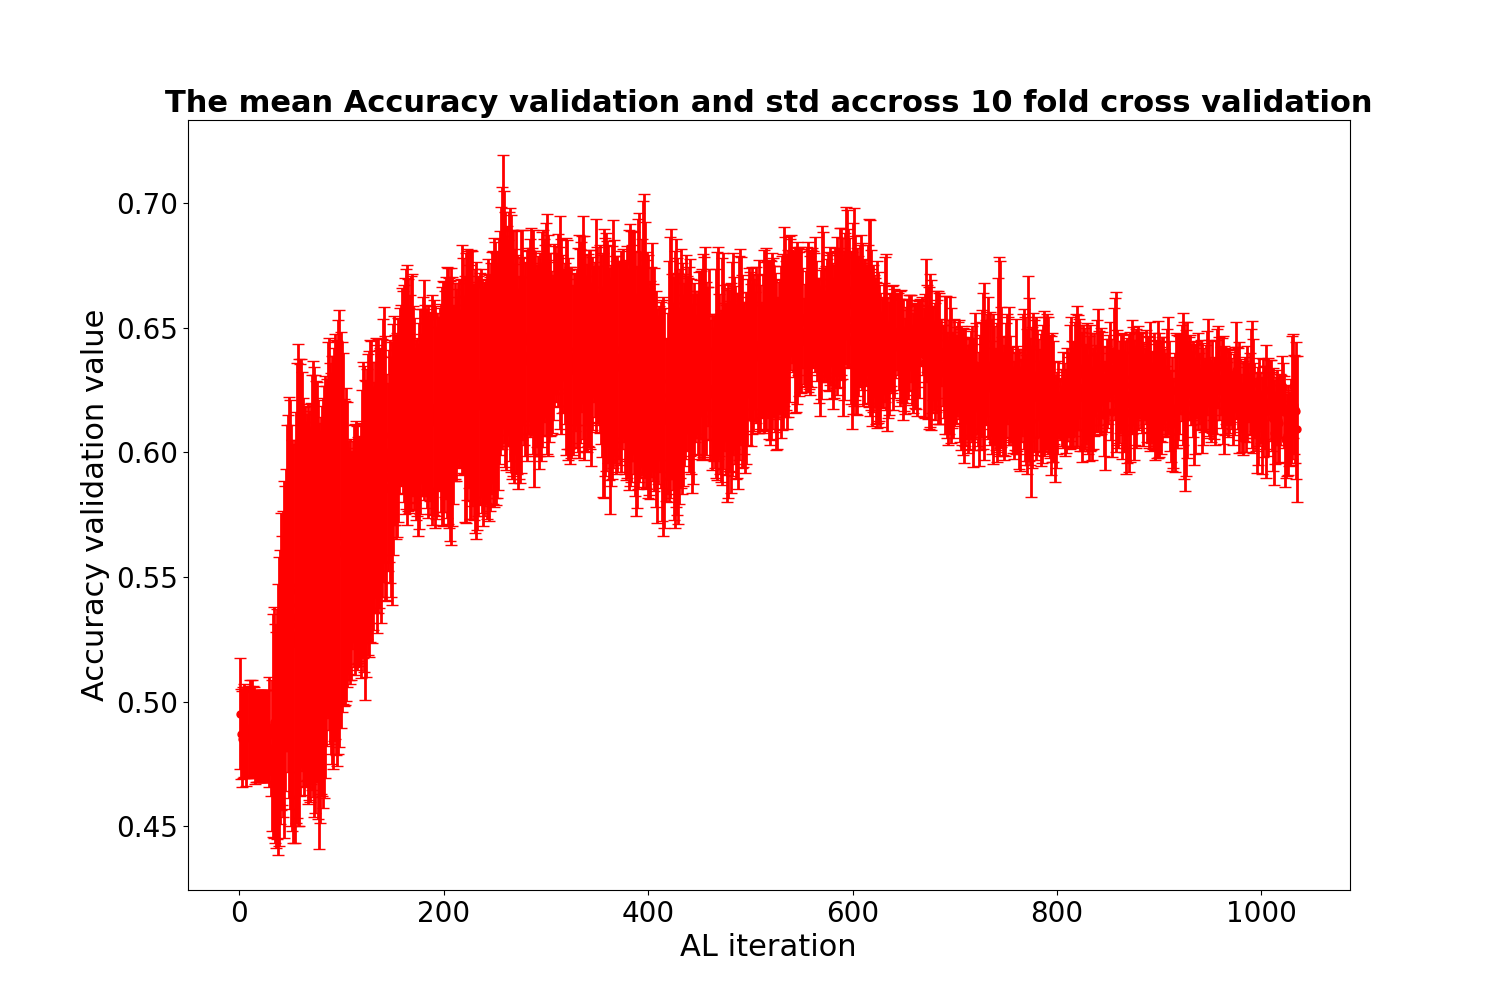 The mean Accuracy validation and std accross 10 fold cross validation
0.70
0.65
0.60
0.55
0.50
0.45
Accuracy validation value
0 200 400 600 800 1000
AL iteration